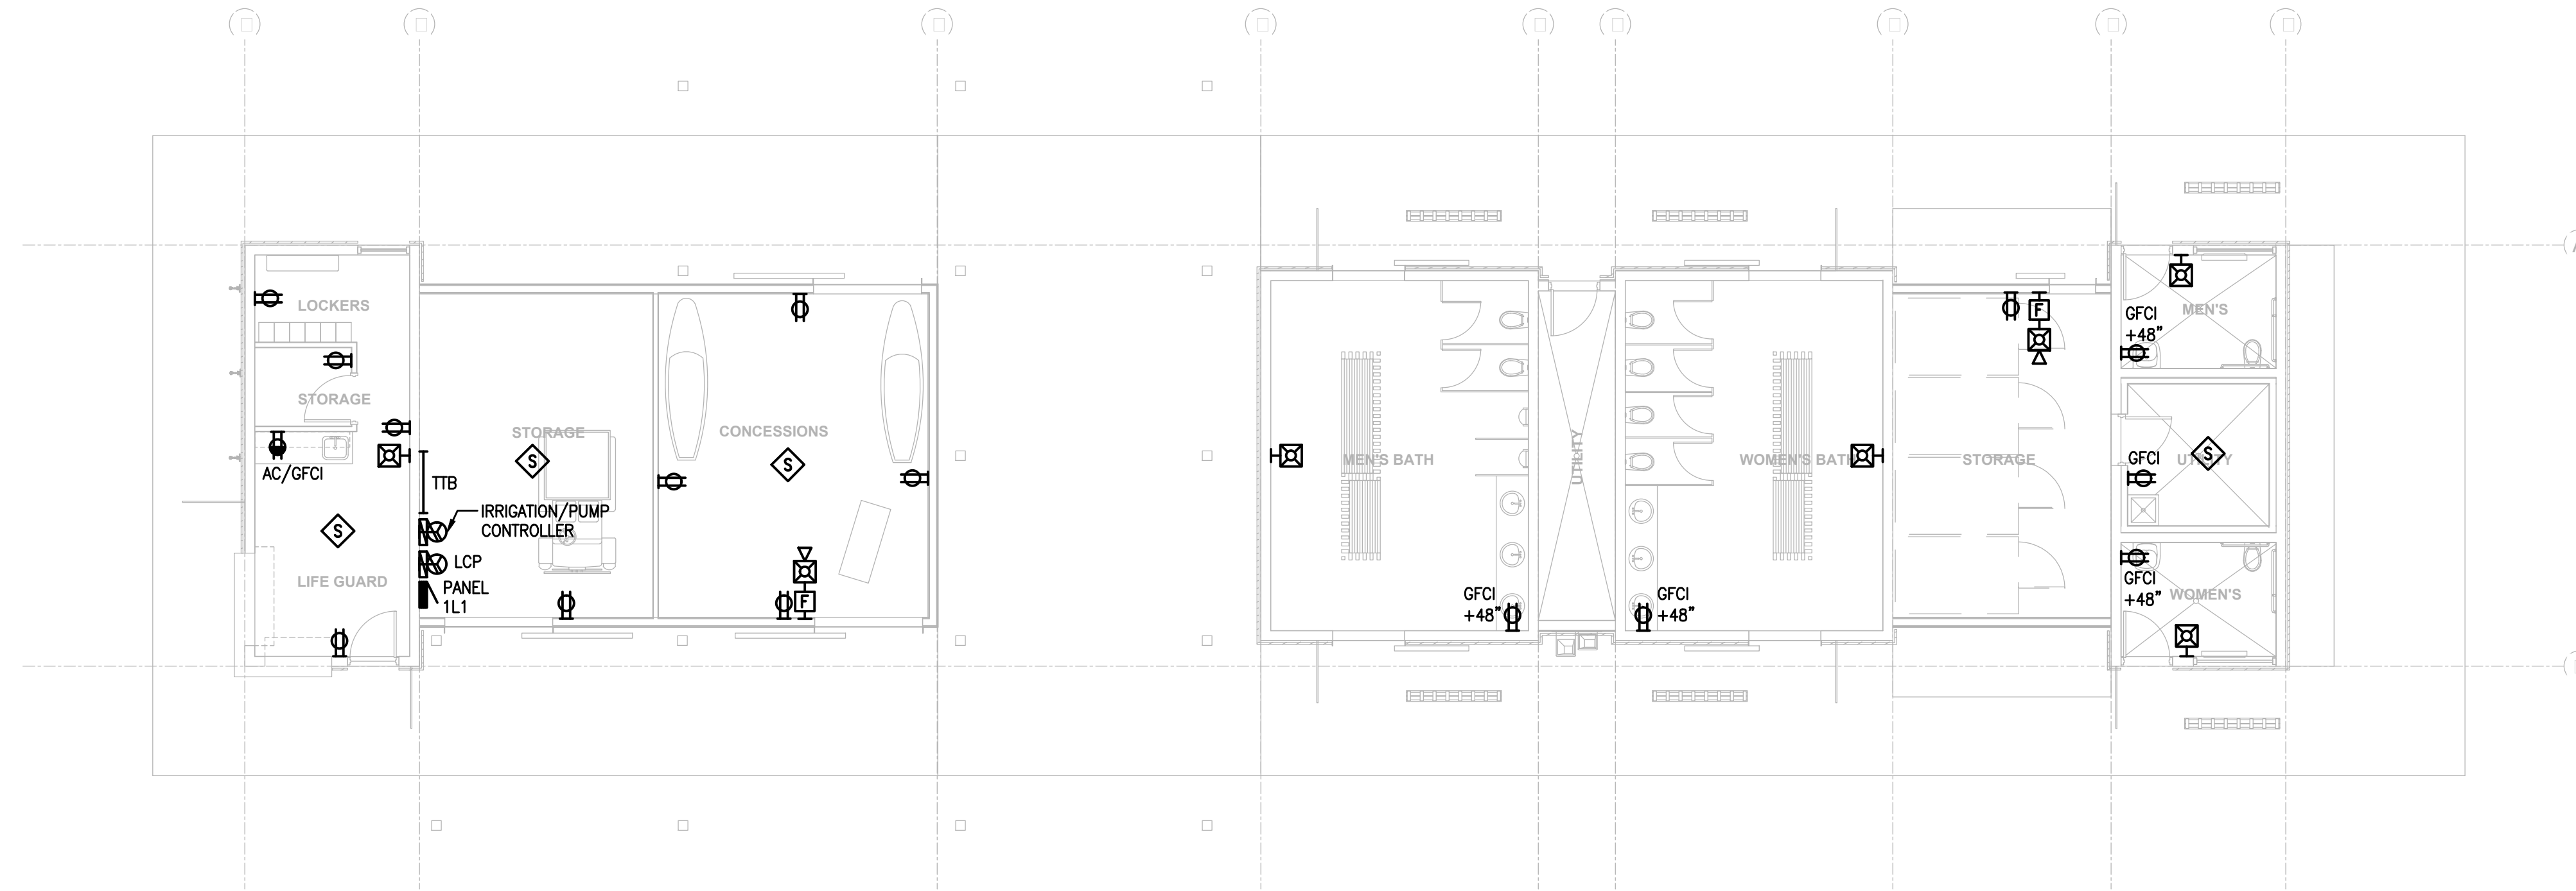 A
LOCKERS
STORAGE
AC/GFCI
S
LIFE GUARD
STORAGE
S
TTB
IRRIGATION/PUMP
CONTROLLER
LCP
PANEL
1L1
CONCESSIONS
S
F
MEN'S BATH
GFCI
+48"
UTILITY
WOMEN'S BATH
GFCI
+48"
STORAGE
F
GFCI
+48"
MEN'S
GFCI
UTILITY
S
GFCI
+48"
WOMEN'S